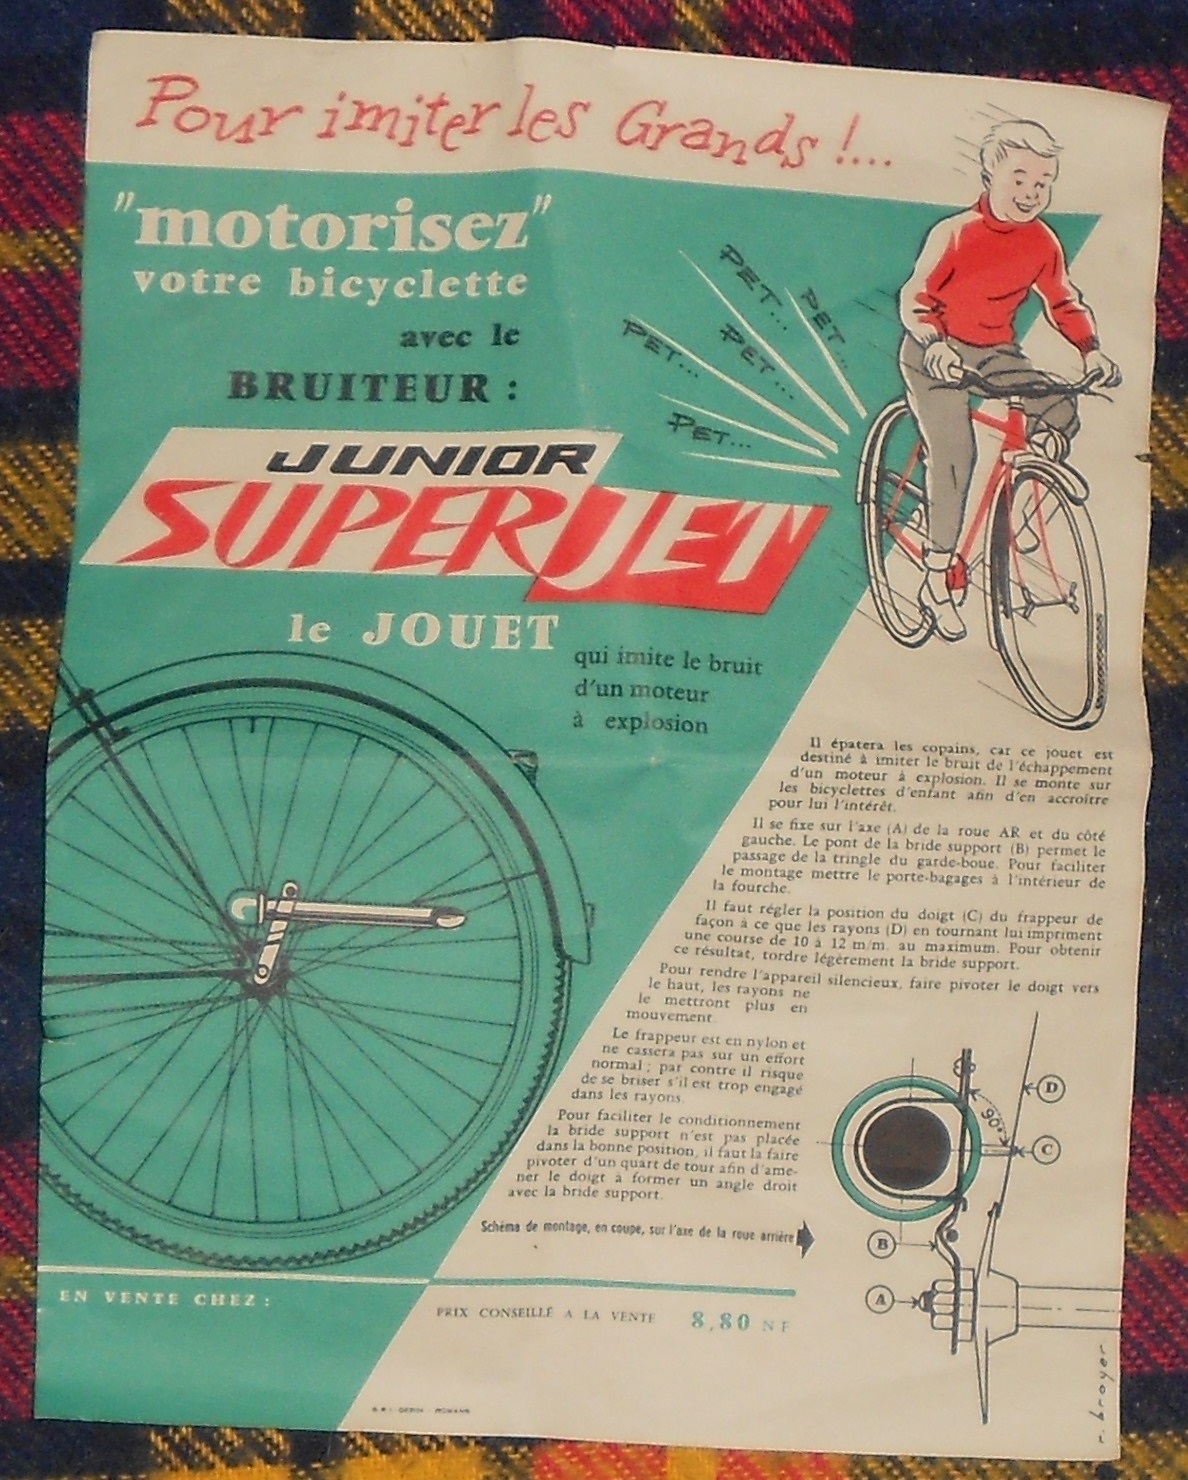 Pour imiter les Grands !...
"motorisez"
votre bicyclette
avec le
BRUITEUR :
PET...
PET...
PET...
PET...
PET...
JUNIOR
SUPERJET
le JOUET
qui imite le bruit
d'un moteur
à explosion
Il épatera les copains, car ce jouet est
destiné à imiter le bruit de l'échappement
d'un moteur à explosion. Il se monte sur
les bicyclettes d'enfant afin d'en accroître
pour lui l'intérêt.
Il se fixe sur l'axe (A) de la roue AR et du côté
gauche. Le pont de la bride support (B) permet le
passage de la tringle du garde-boue. Pour faciliter
le montage mettre le porte-bagages à l'intérieur de
la fourche.
Il faut régler la position du doigt (C) du frappeur de
façon à ce que les rayons (D) en tournant lui impriment
une course de 10 à 12 m/m. au maximum. Pour obtenir
ce résultat, tordre légèrement la bride support.
Pour rendre l'appareil silencieux, faire pivoter le doigt vers
le haut, les rayons ne
le mettront plus en
mouvement.
Le frappeur est en nylon et
ne cassera pas sur un effort
normal ; par contre il risque
de se briser s'il est trop engagé
dans les rayons.
Pour faciliter le conditionnement
la bride support n'est pas placée
dans la bonne position, il faut la faire
pivoter d'un quart de tour afin d'ame-
ner le doigt à former un angle droit
avec la bride support.
Schéma de montage, en coupe, sur l'axe de la roue arrière
D
90°
C
B
A
EN VENTE CHEZ :
PRIX CONSEILLÉ A LA VENTE 8,80 NF
r. broyer